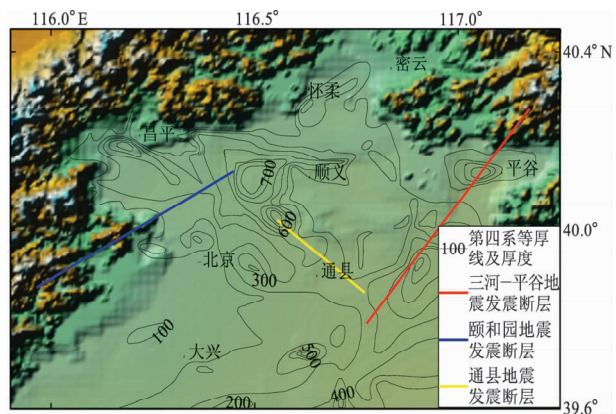 116.0°E 116.5° 117.0°
40.4°N
密云
怀柔
昌平
顺义
平谷
700
600
40.0°
北京
300
通县
100
大兴
500
200
400
39.6°
100 第四系等厚
线及厚度
三河-平谷地
震发震断层
颐和园地震
发震断层
通县地震
发震断层